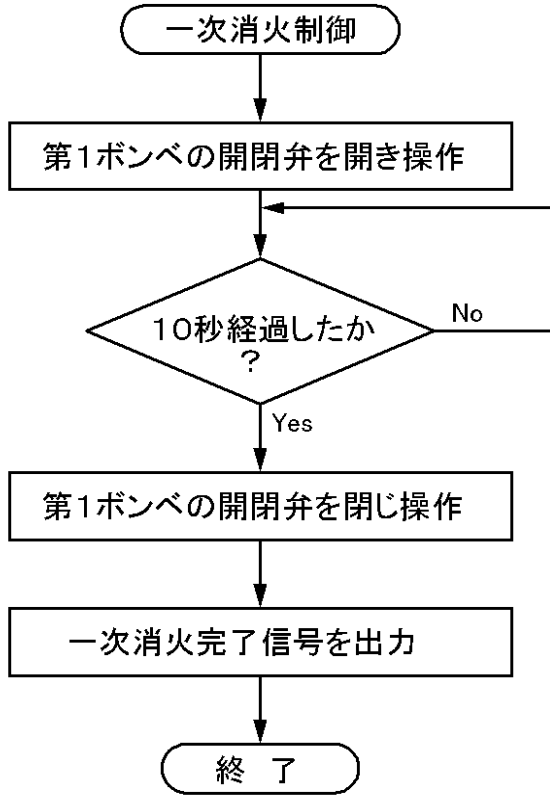 一次消火制御
第1ボンベの開閉弁を開き操作
10秒経過したか
?
No
Yes
第1ボンベの開閉弁を閉じ操作
一次消火完了信号を出力
終 了